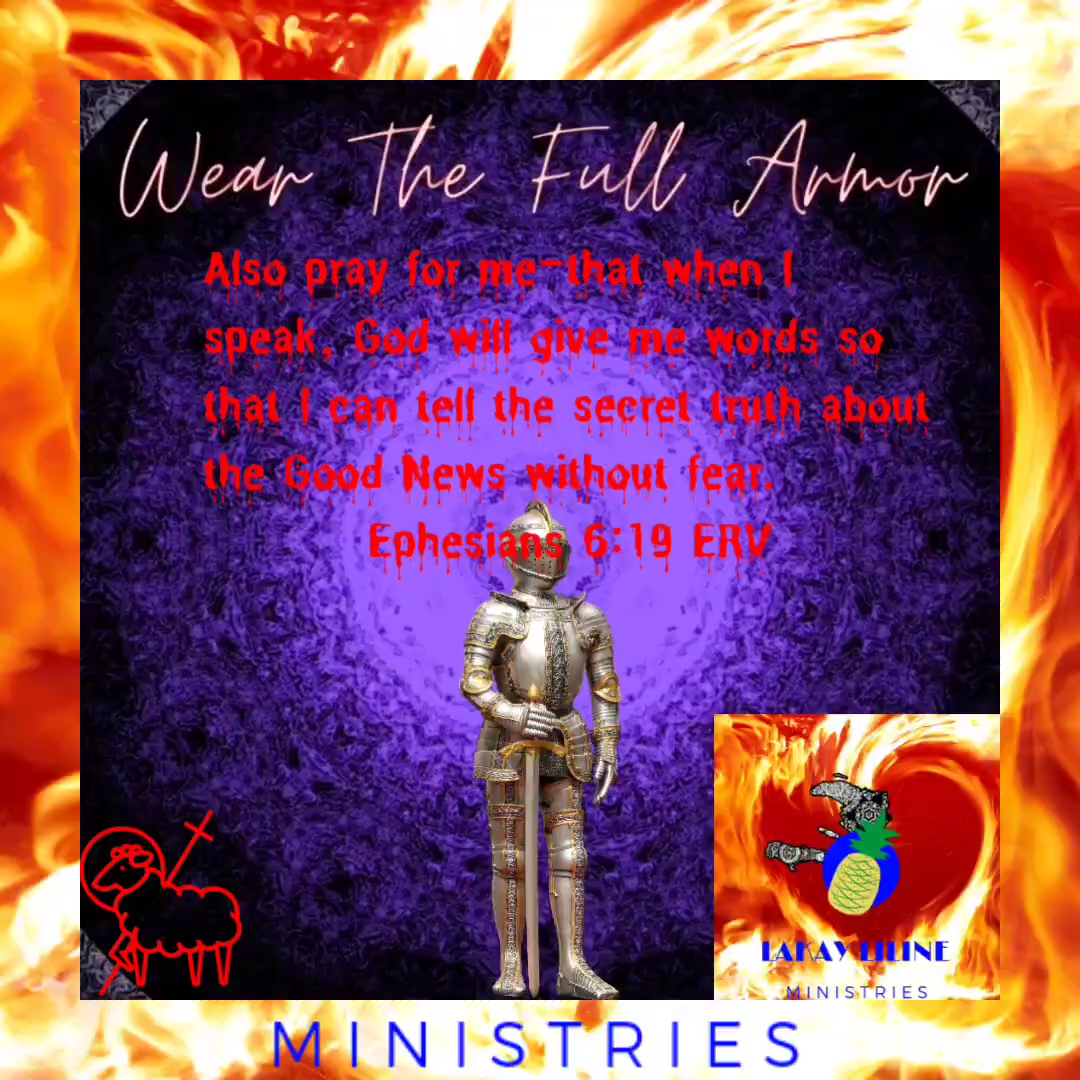 Wear The Full Armor
Also pray for me-that when I
speak, God will give me words so
that I can tell the secret truth about
the Good News without fear.
Ephesians 6:19 ERV
LAKAY LILINE
MINISTRIES
MINISTRIES